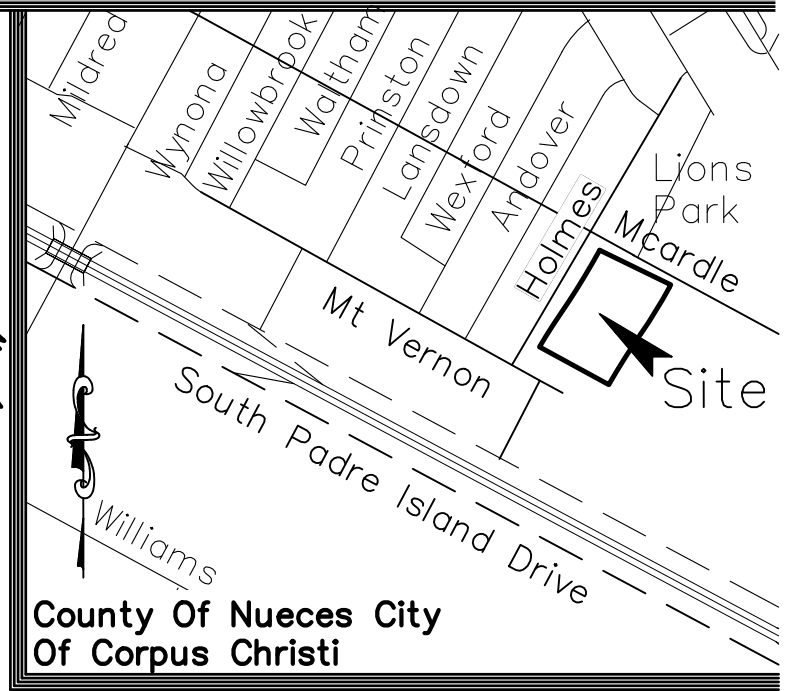 Mildred
Wynona
Willowbrook
Waltham
Prinston
Lansdown
Wexford
Andover
Holmes
Lions
Park
Mcardle
Mt Vernon
Site
South Padre Island Drive
Williams
County Of Nueces City
Of Corpus Christi